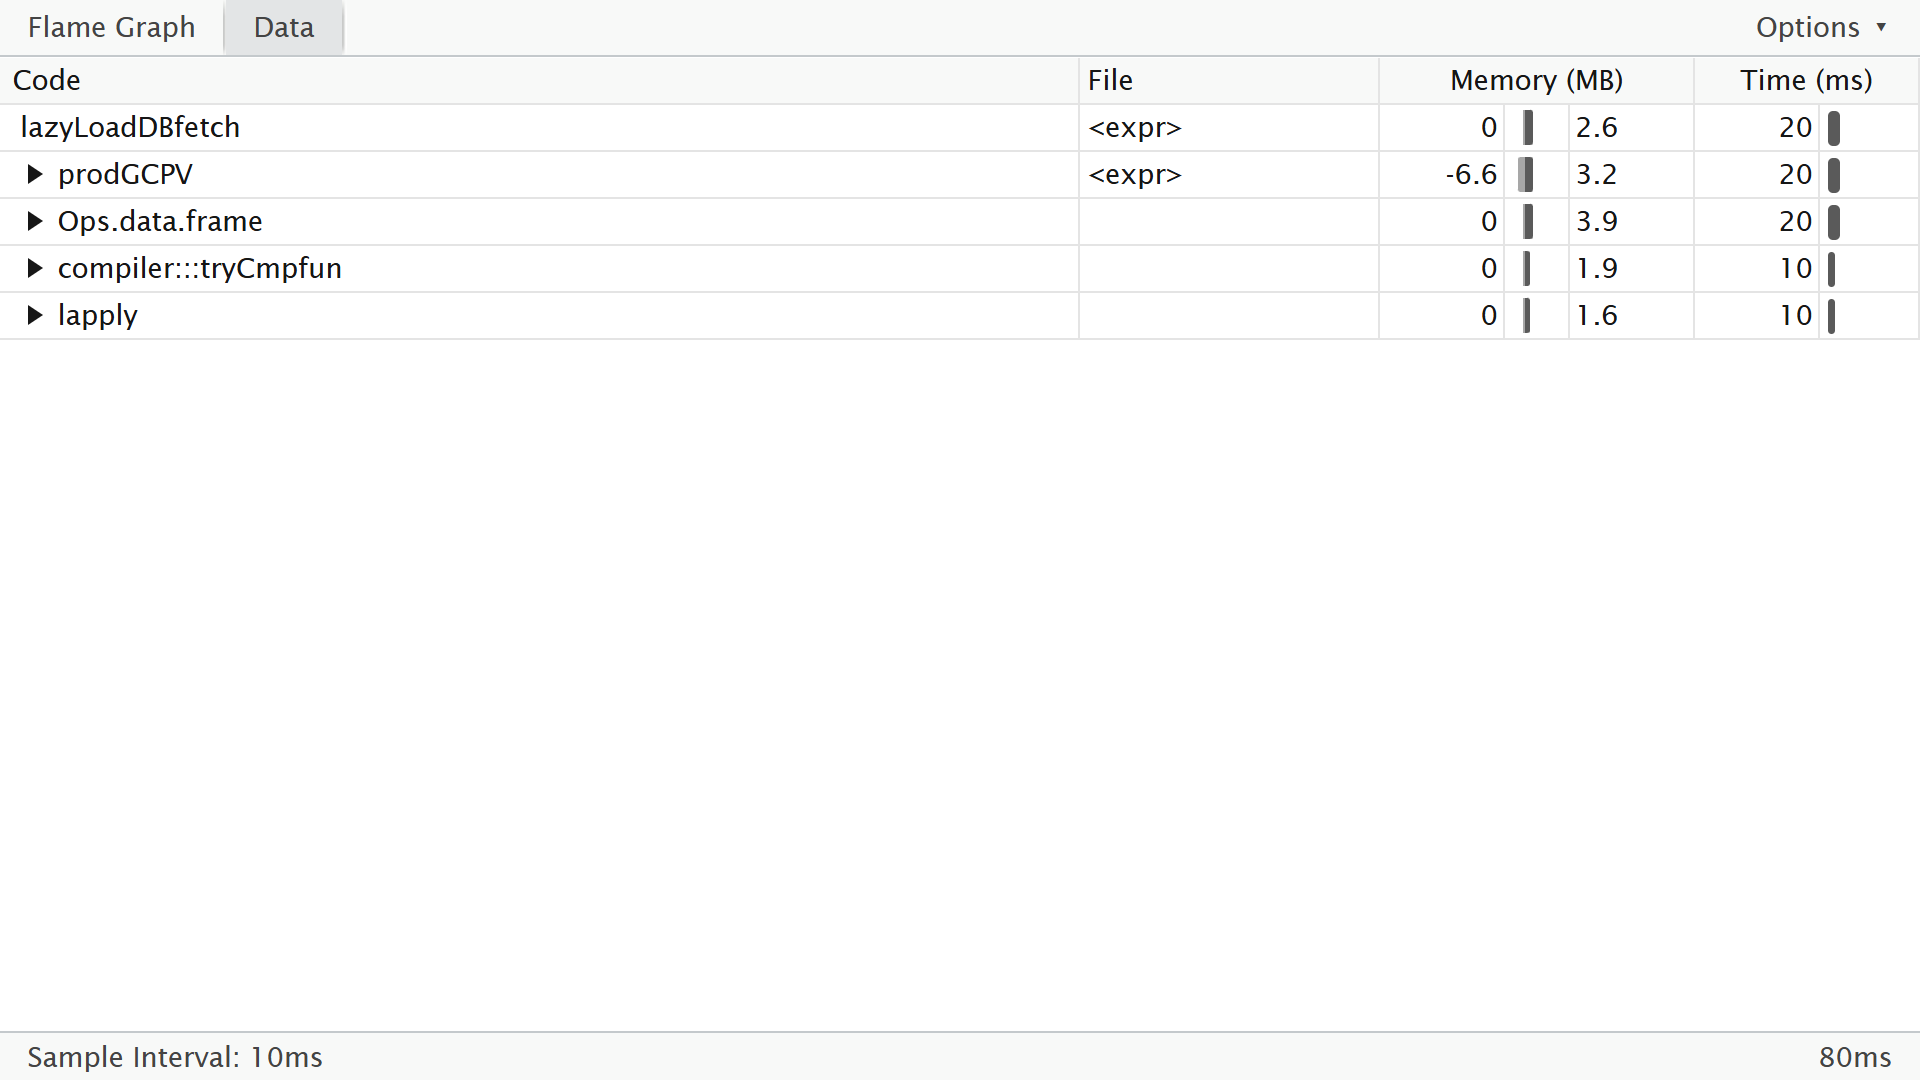 Flame Graph Data Options ▼
Code File Memory (MB) Time (ms)
lazyLoadDBfetch <expr> 0 2.6 20
prodGCPV <expr> -6.6 3.2 20
Ops.data.frame 0 3.9 20
compiler:::tryCmpfun 0 1.9 10
lapply 0 1.6 10
Sample Interval: 10ms 80ms